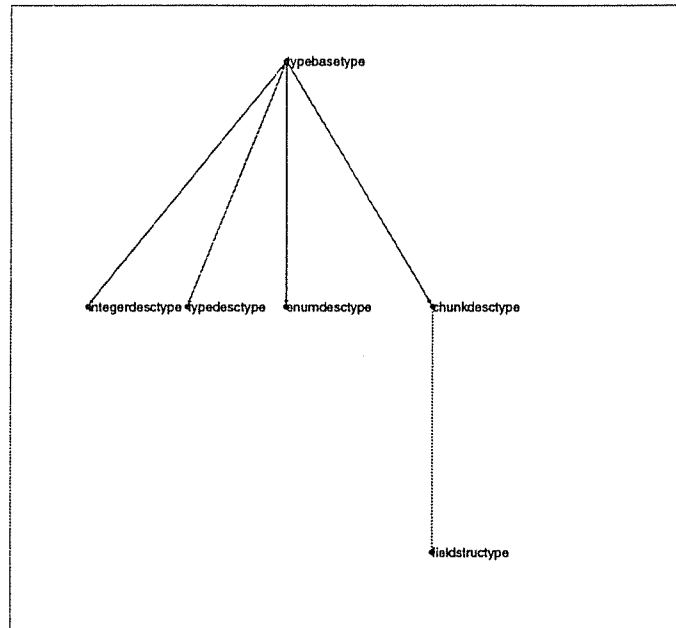 typebasetype
integerdesctype
typedesctype
enumdesctype
chunkdesctype
fieldstructype